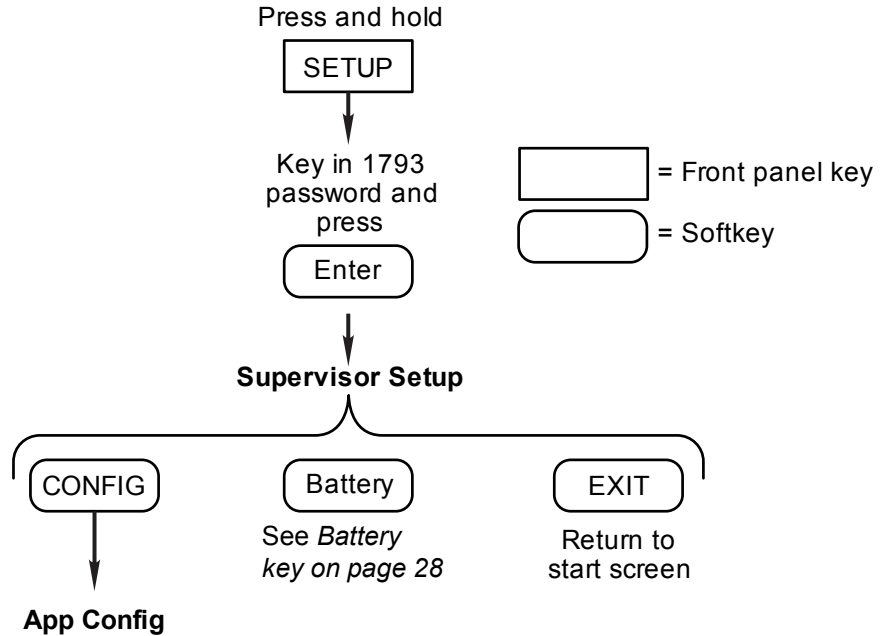 Press and hold
SETUP
Key in 1793
password and
press
Enter
= Front panel key
= Softkey
Supervisor Setup
CONFIG
Battery
EXIT
See Battery
key on page 28
Return to
start screen
App Config